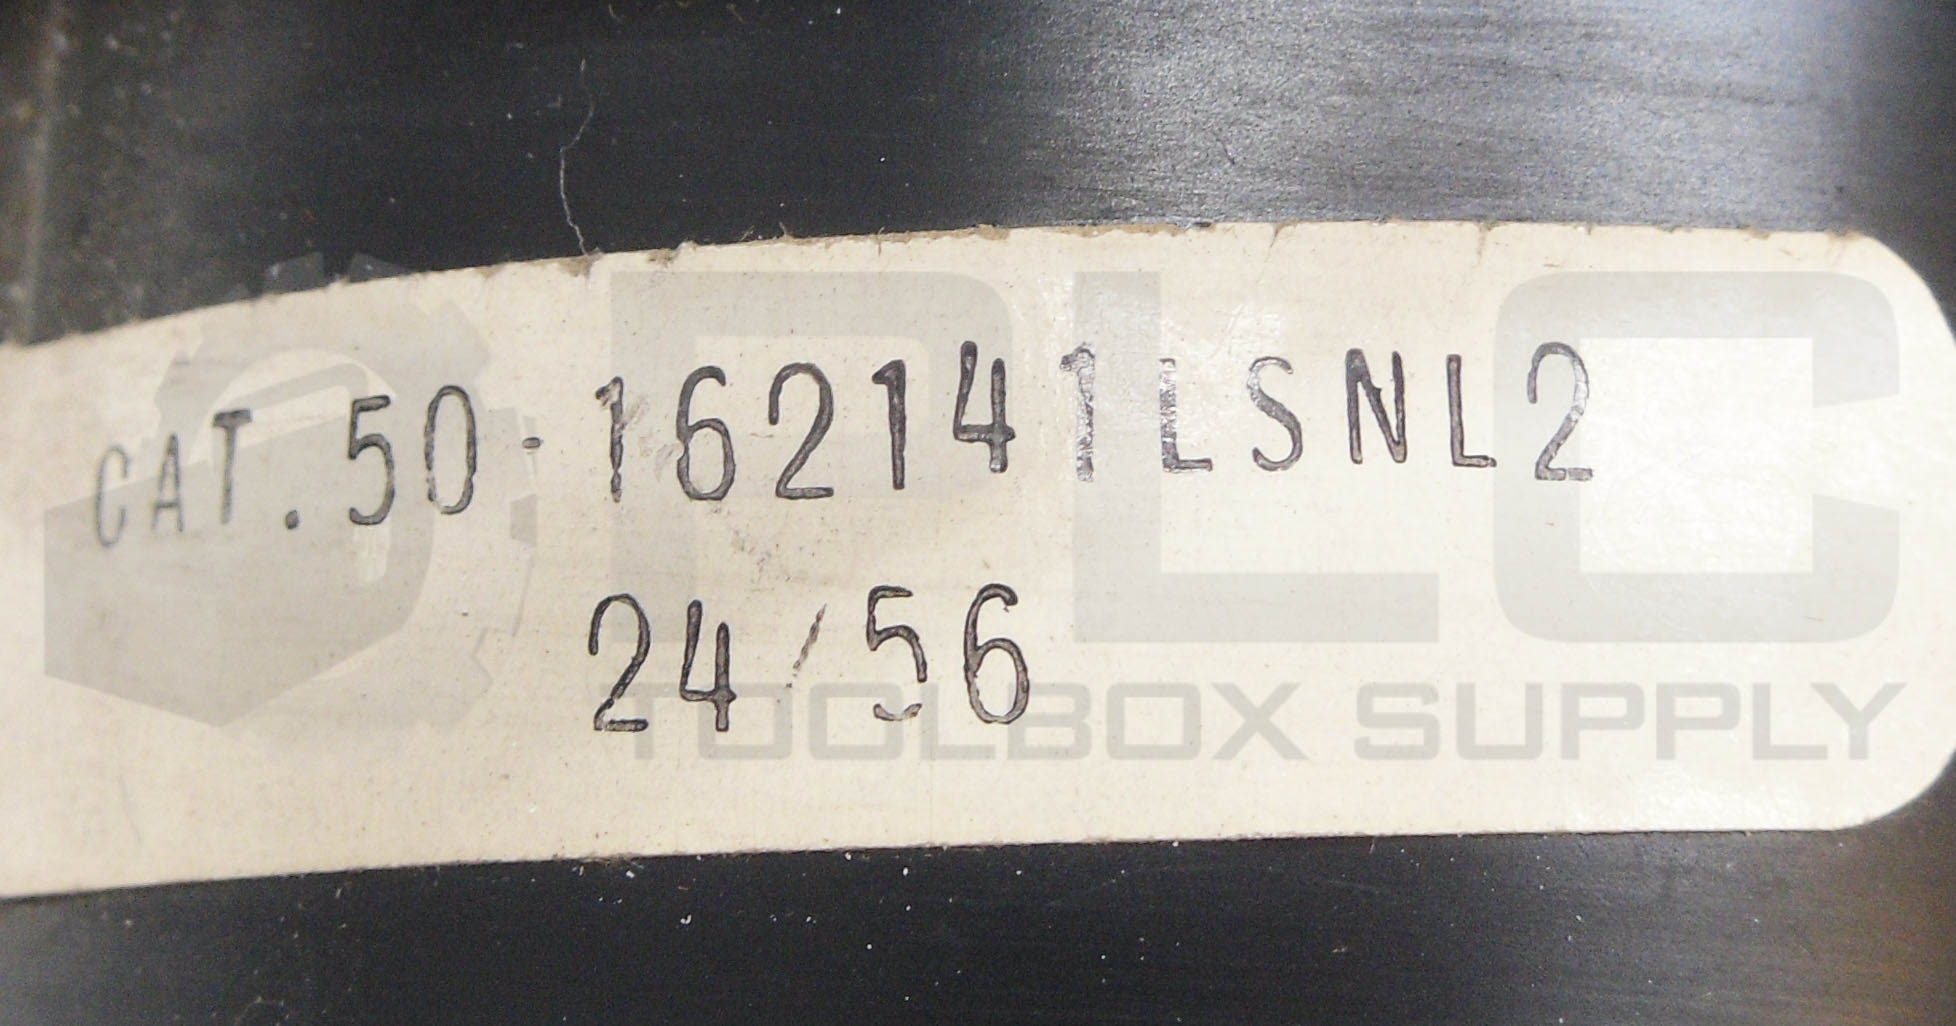 CAT. 50-162141LSNL2
24/56
PLC
TOOLBOX SUPPLY